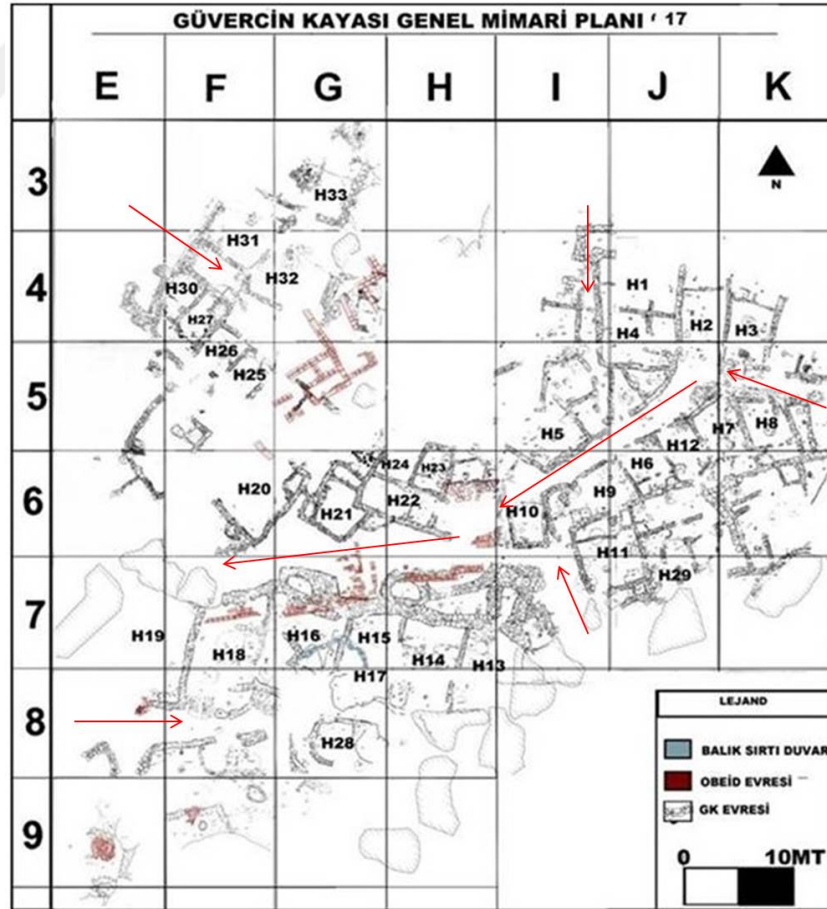 GÜVERCİN KAYASI GENEL MİMARİ PLANI ‘ 17
E F G H I J K
3
N
H33
H31
4
H32
H30
H1
H27
H2
H3
H4
H26
5
H25
H8
H5
H7
H12
H24
H23
H6
6
H20
H9
H22
H21
H10
H11
H29
7
H19
H16
H15
H18
H14
H13
H17
LEJAND
8
H28
BALIK SIRTI DUVAR
OBEİD EVRESİ
GK EVRESİ
9
0 10MT